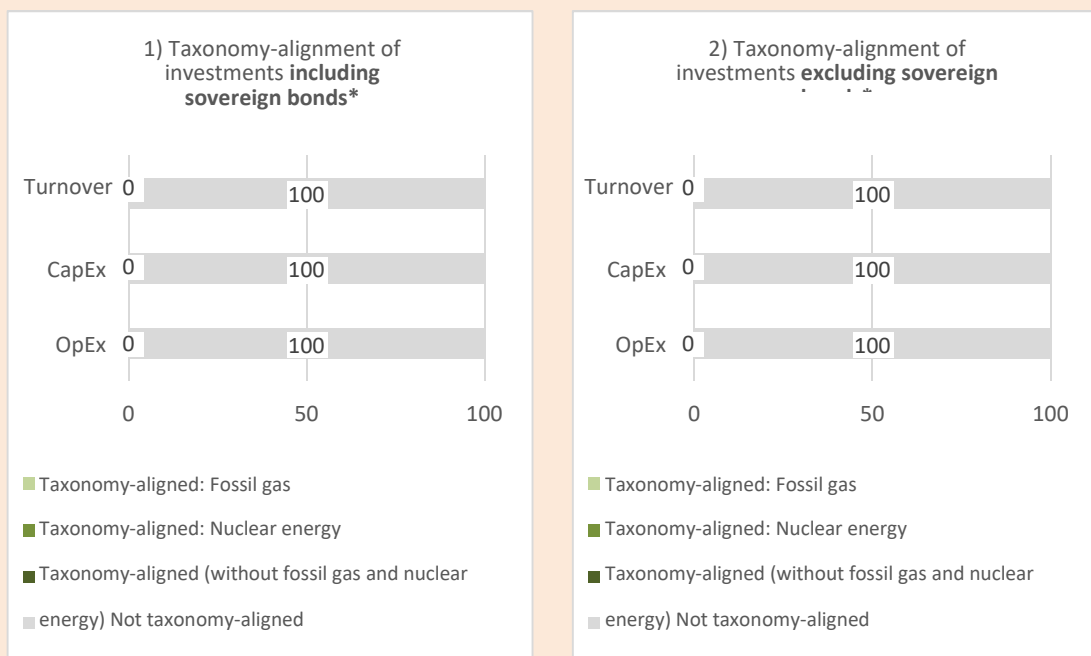 1) Taxonomy-alignment of
investments including
sovereign bonds*
Turnover 0 100
CapEx 0 100
OpEx 0 100
0 50 100
Taxonomy-aligned: Fossil gas
Taxonomy-aligned: Nuclear energy
Taxonomy-aligned (without fossil gas and nuclear
energy) Not taxonomy-aligned
2) Taxonomy-alignment of
investments excluding sovereign
Turnover 0 100
CapEx 0 100
OpEx 0 100
0 50 100
Taxonomy-aligned: Fossil gas
Taxonomy-aligned: Nuclear energy
Taxonomy-aligned (without fossil gas and nuclear
energy) Not taxonomy-aligned